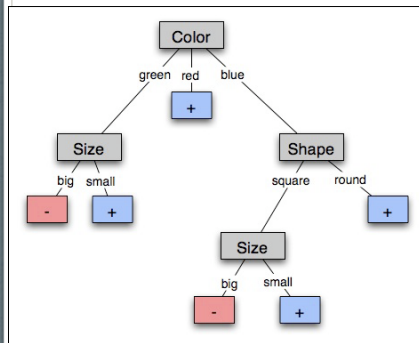 Color
green red blue
+
Size
Shape
big small
square round
- +
+
Size
big small
- +